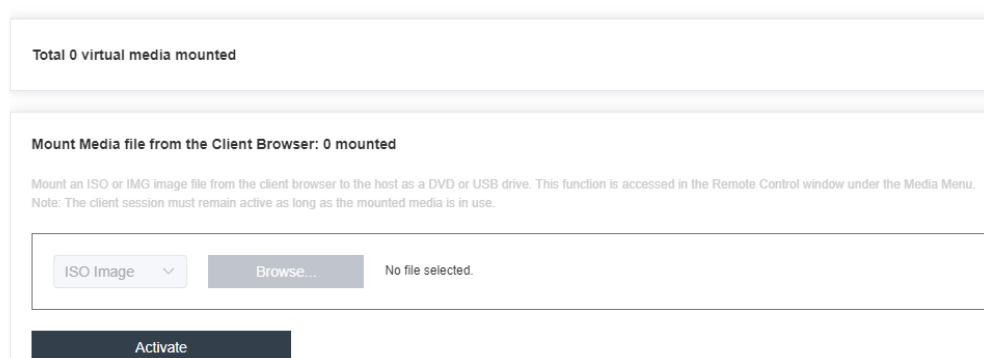 Total 0 virtual media mounted
Mount Media file from the Client Browser: 0 mounted
Mount an ISO or IMG image file from the client browser to the host as a DVD or USB drive. This function is accessed in the Remote Control window under the Media Menu.
Note: The client session must remain active as long as the mounted media is in use.
ISO Image Browse... No file selected.
Activate